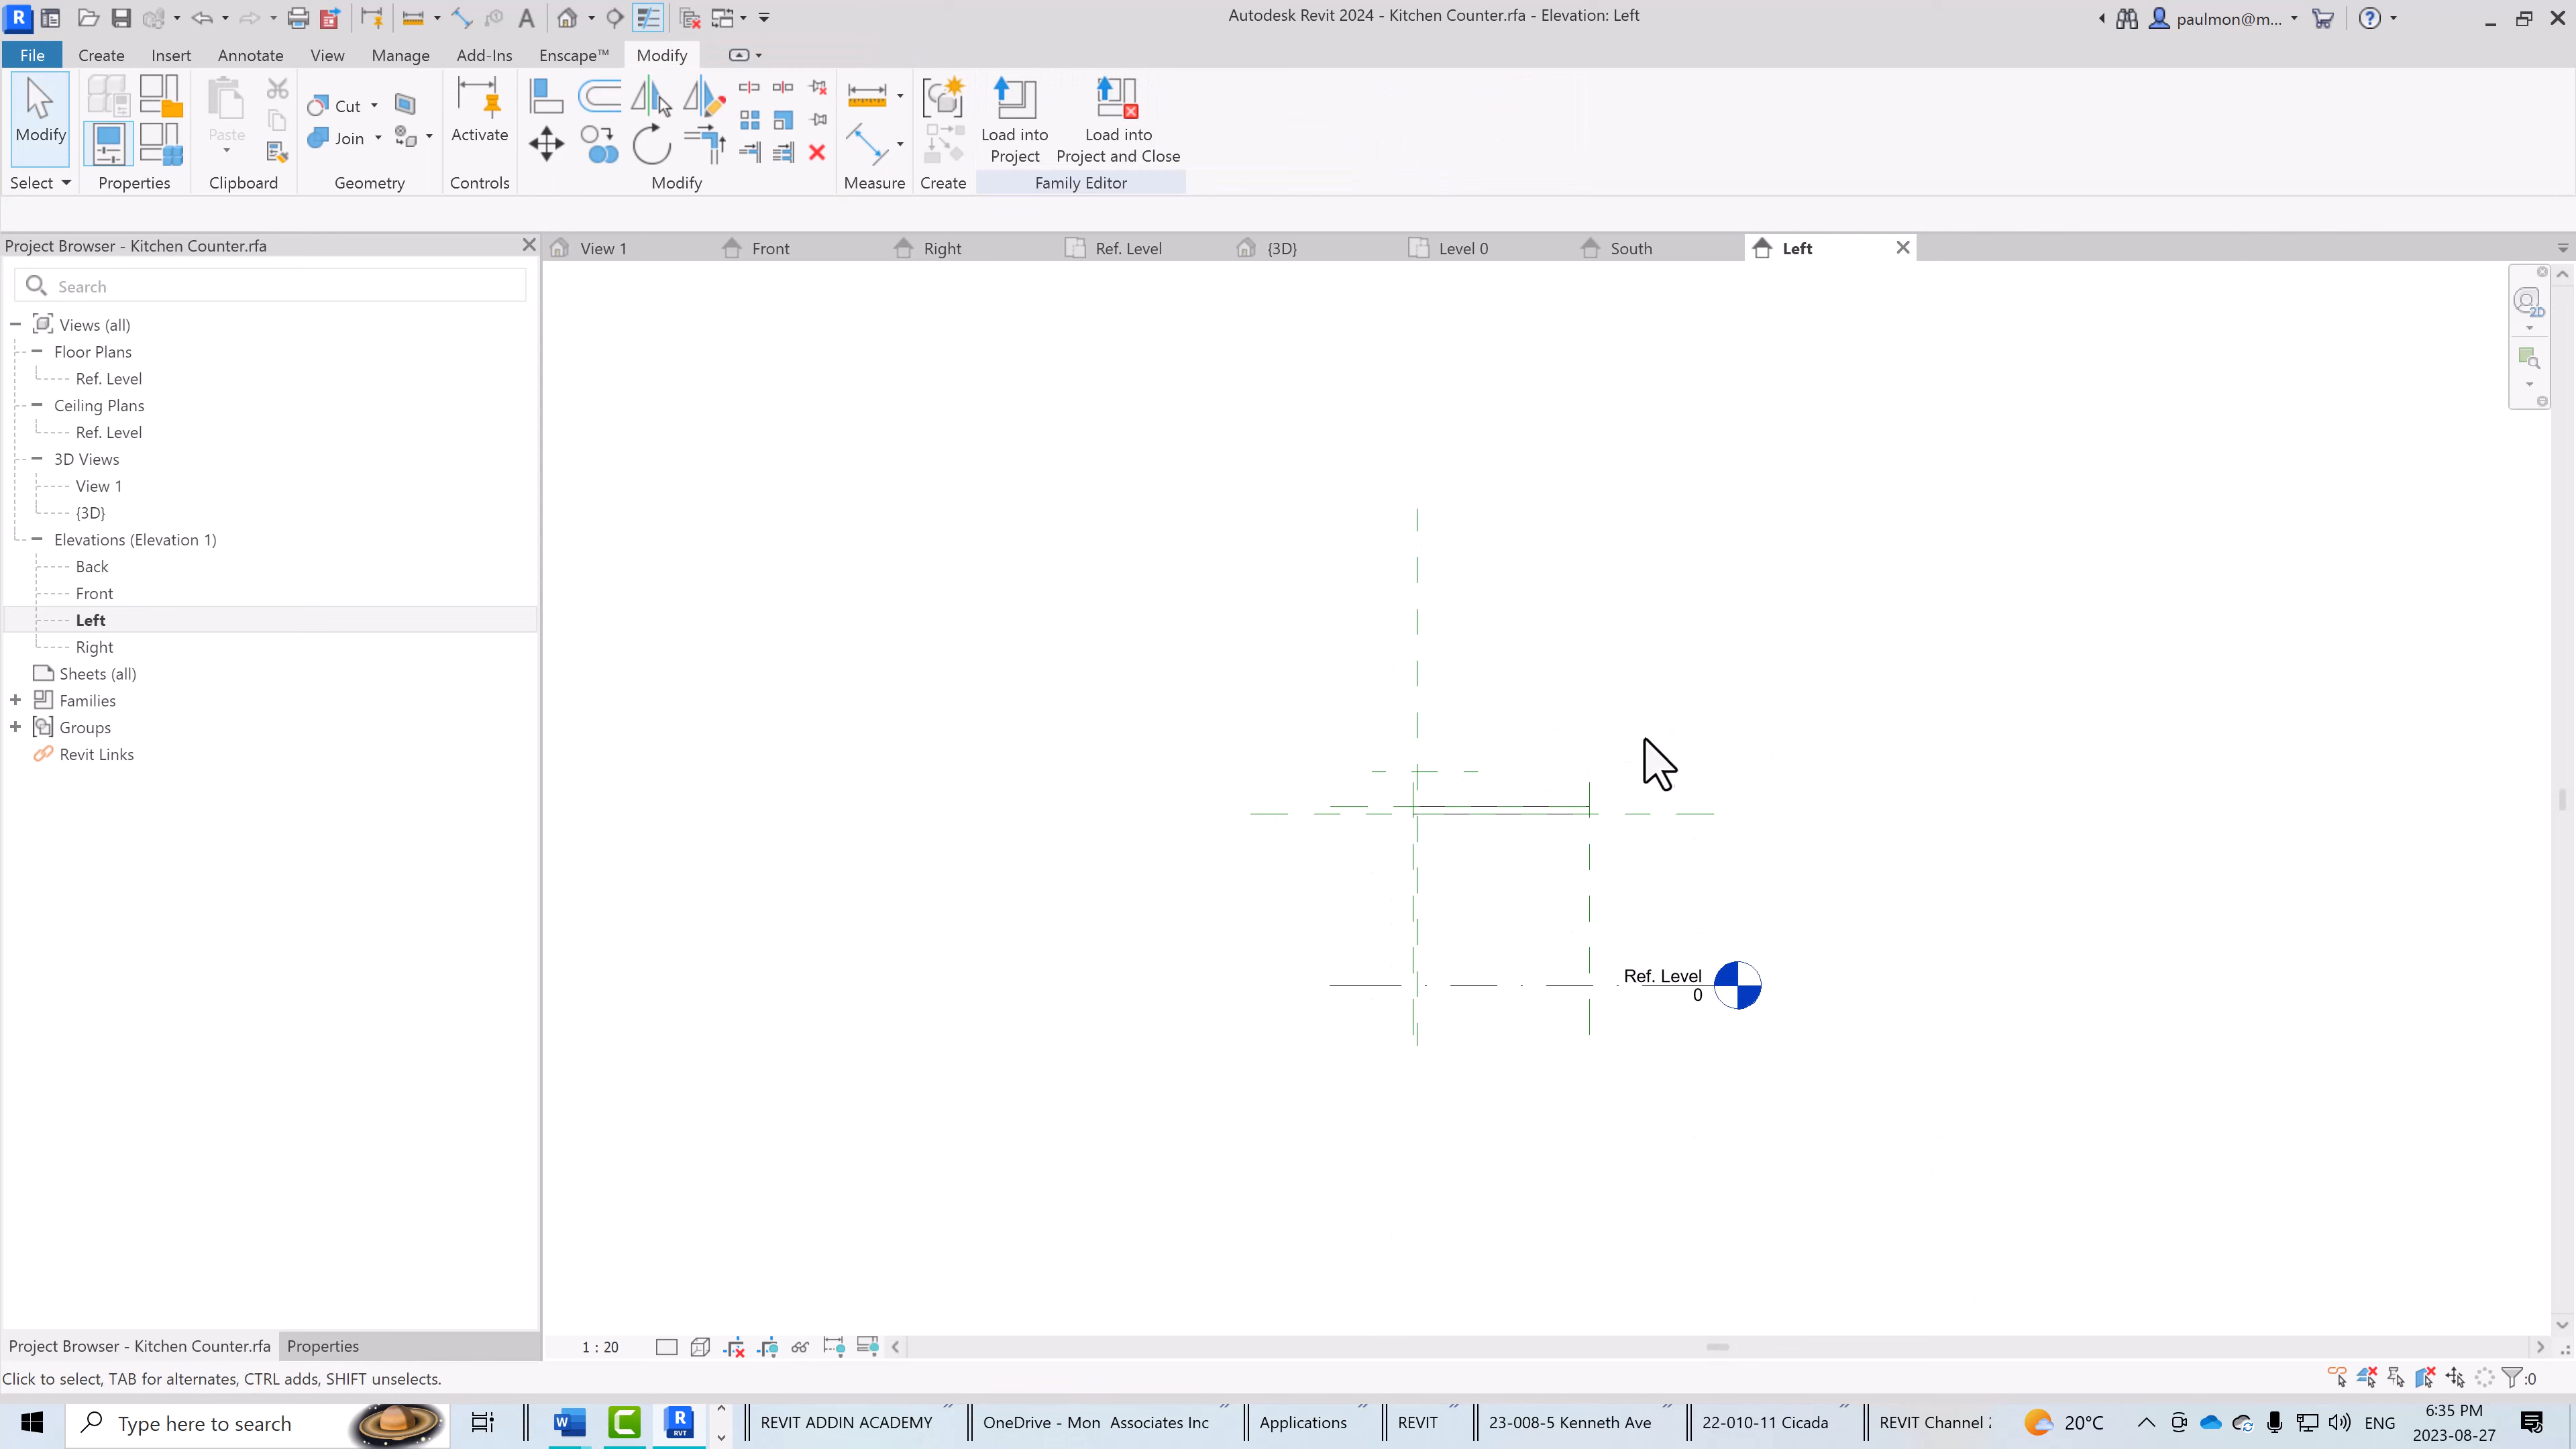 Autodesk Revit 2024 - Kitchen Counter.rfa - Elevation: Left
paulmon@m...
File Create Insert Annotate View Manage Add-Ins Enscape™ Modify
Modify
Cut
Join
Paste
Activate
Load into Project
Load into Project and Close
Select Properties Clipboard Geometry Controls Modify Measure Create Family Editor
Project Browser - Kitchen Counter.rfa
View 1 Front Right Ref. Level {3D} Level 0 South Left
Search
Views (all)
Floor Plans
Ref. Level
Ceiling Plans
Ref. Level
3D Views
View 1
{3D}
Elevations (Elevation 1)
Back
Front
Left
Right
Sheets (all)
Families
Groups
Revit Links
2D
Ref. Level
0
Project Browser - Kitchen Counter.rfa Properties
1 : 20
Click to select, TAB for alternates, CTRL adds, SHIFT unselects.
:0
Type here to search
REVIT ADDIN ACADEMY
OneDrive - Mon Associates Inc
Applications
REVIT
23-008-5 Kenneth Ave
22-010-11 Cicada
REVIT Channel
20°C
ENG
6:35 PM
2023-08-27